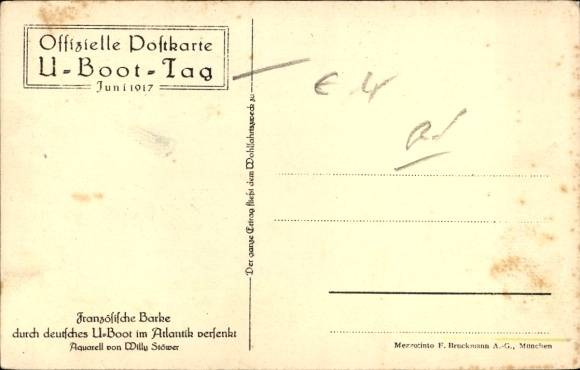 Offizielle Postkarte
U-Boot-Tag
Juni 1917
Der ganze Ertrag fließt dem Wohlfahrtszweck zu
Französische Barke
durch deutsches U-Boot im Atlantik versenkt
Aquarell von Willy Stöwer
Mezzotinto F. Bruckmann A.-G., München